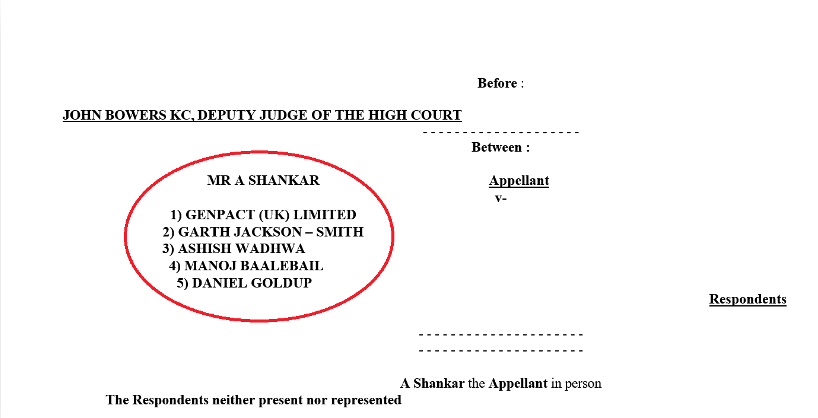 Before :
JOHN BOWERS KC, DEPUTY JUDGE OF THE HIGH COURT
- - - - - - - - - - - - - - - - - - - -
Between :
MR A SHANKAR Appellant
v-
1) GENPACT (UK) LIMITED
2) GARTH JACKSON – SMITH
3) ASHISH WADHWA
4) MANOJ BAALEBAIL
5) DANIEL GOLDUP
Respondents
- - - - - - - - - - - - - - - - - - - - -
- - - - - - - - - - - - - - - - - - - - -
A Shankar the Appellant in person
The Respondents neither present nor represented